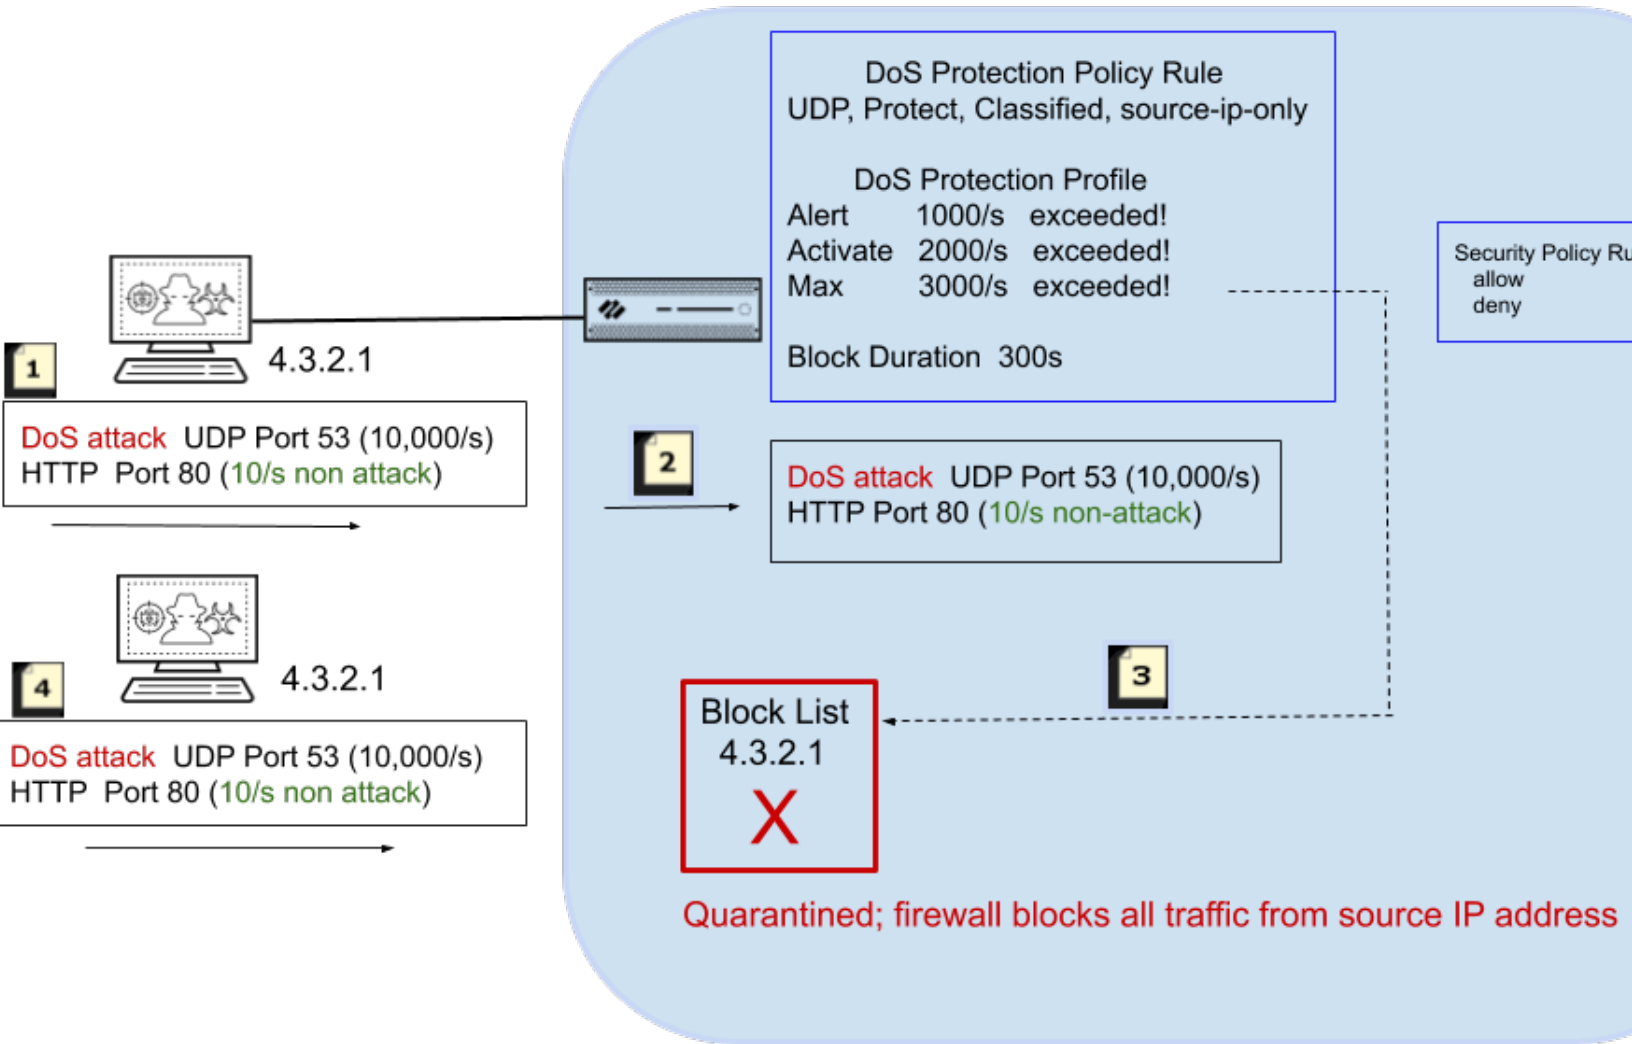 DoS Protection Policy Rule
UDP, Protect, Classified, source-ip-only
DoS Protection Profile
Alert 1000/s exceeded!
Activate 2000/s exceeded!
Max 3000/s exceeded!
Block Duration 300s
Security Policy Ru
allow
deny
4.3.2.1
1
DoS attack UDP Port 53 (10,000/s)
HTTP Port 80 (10/s non attack)
2
DoS attack UDP Port 53 (10,000/s)
HTTP Port 80 (10/s non-attack)
4.3.2.1
4
DoS attack UDP Port 53 (10,000/s)
HTTP Port 80 (10/s non attack)
3
Block List
4.3.2.1
X
Quarantined; firewall blocks all traffic from source IP address